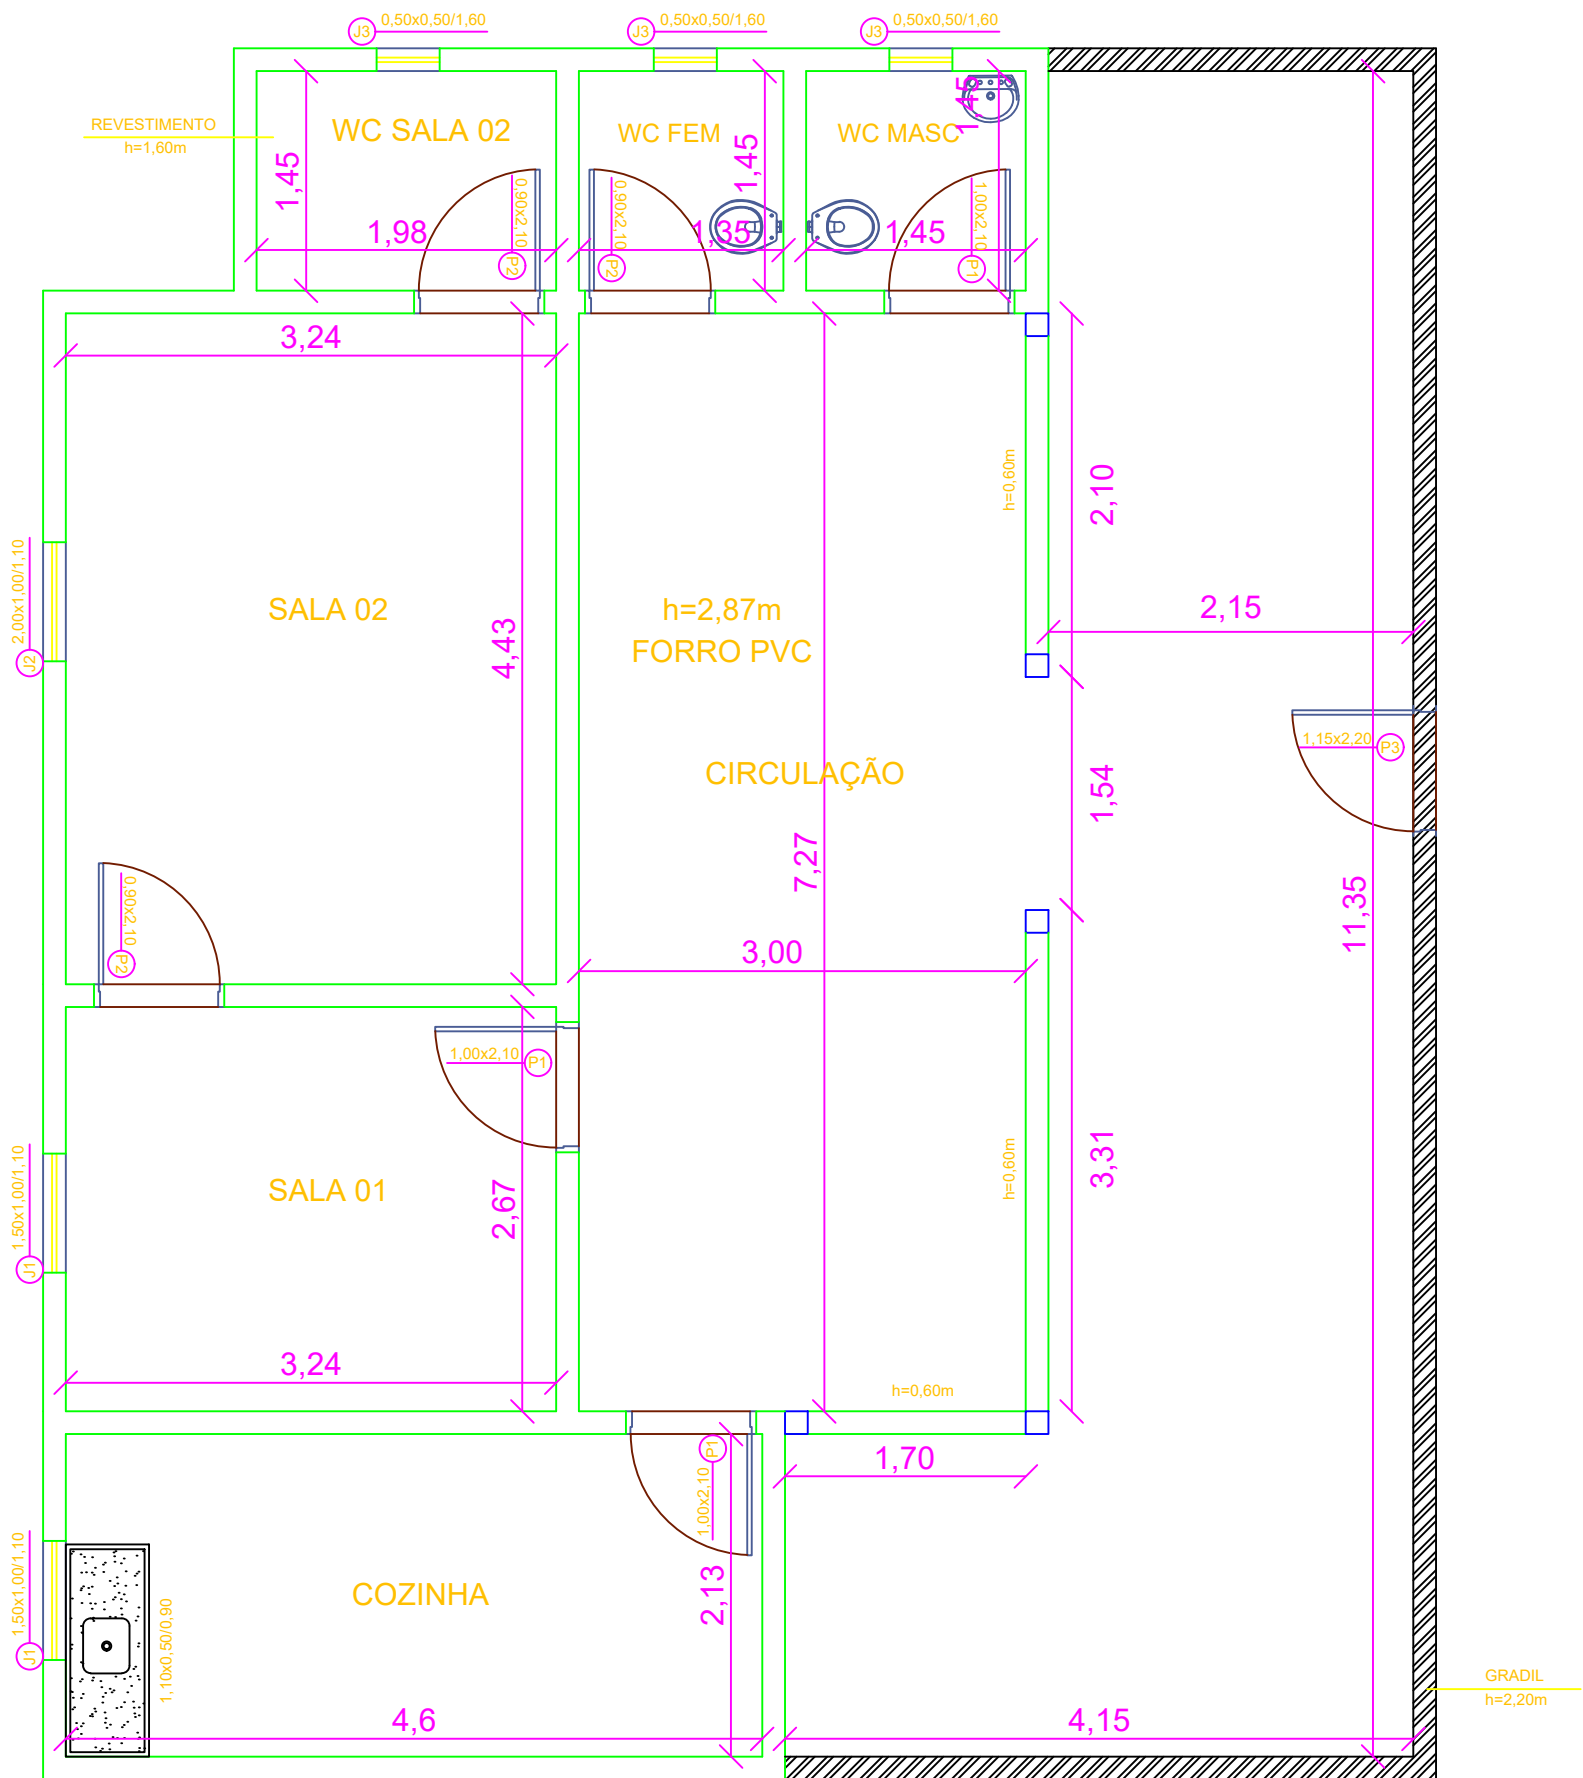 J3 0,50x0,50/1,60
J3 0,50x0,50/1,60
J3 0,50x0,50/1,60
REVESTIMENTO
h=1,60m
WC SALA 02
WC FEM
WC MASC
1,45
1,45
1,45
1,98
1,35
1,45
0,90x2,10 P2
0,90x2,10 P2
1,00x2,10 P1
3,24
h=0,60m
2,10
2,00x1,00/1,10
J2
SALA 02
4,43
h=2,87m
FORRO PVC
2,15
1,15x2,20 P3
CIRCULAÇÃO
1,54
7,27
11,35
0,90x2,10 P2
3,00
1,00x2,10 P1
1,50x1,00/1,10
J1
SALA 01
2,67
h=0,60m
3,31
3,24
h=0,60m
1,70
P1
1,00x2,10
1,50x1,00/1,10
J1
COZINHA
2,13
1,10x0,50/0,90
GRADIL
h=2,20m
4,6
4,15